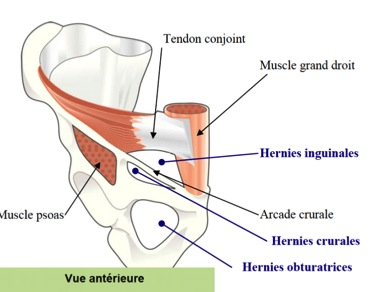 Tendon conjoint
Muscle grand droit
Hernies inguinales
Muscle psoas
Arcade crurale
Hernies crurales
Hernies obturatrices
Vue antérieure